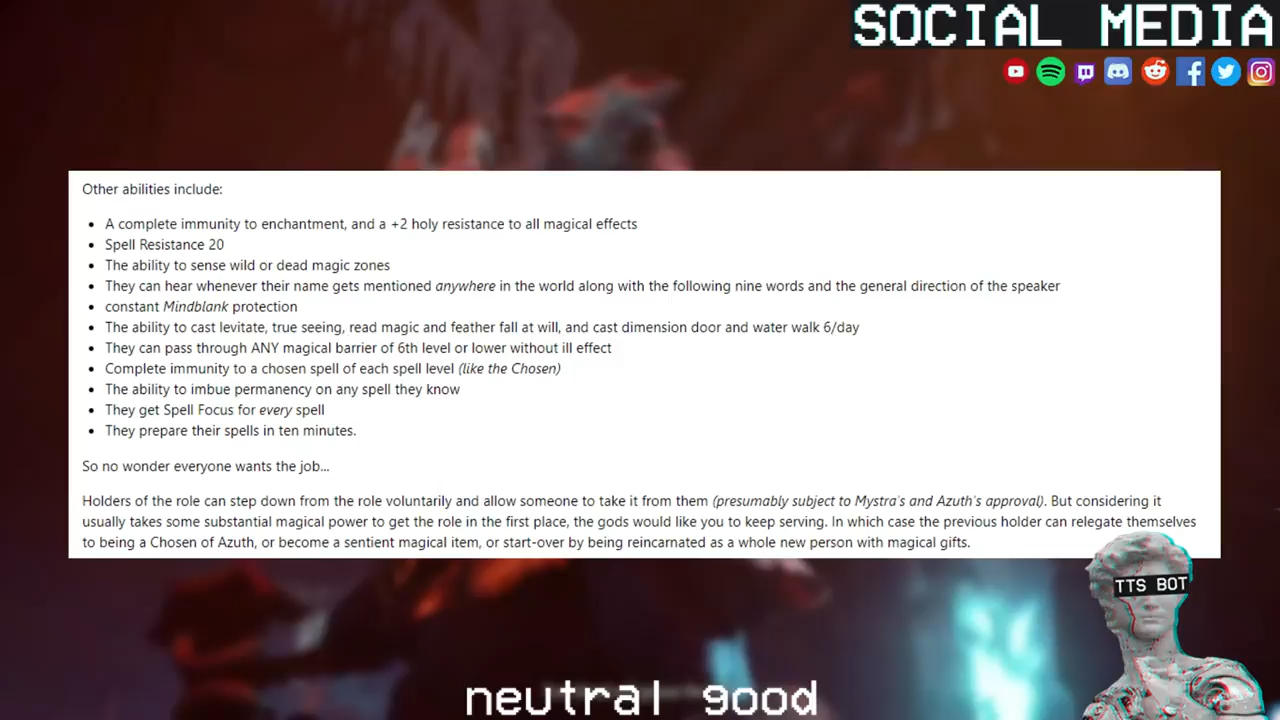 SOCIAL MEDIA
Other abilities include:
• A complete immunity to enchantment, and a +2 holy resistance to all magical effects
• Spell Resistance 20
• The ability to sense wild or dead magic zones
• They can hear whenever their name gets mentioned anywhere in the world along with the following nine words and the general direction of the speaker
• constant Mindblank protection
• The ability to cast levitate, true seeing, read magic and feather fall at will, and cast dimension door and water walk 6/day
• They can pass through ANY magical barrier of 6th level or lower without ill effect
• Complete immunity to a chosen spell of each spell level (like the Chosen)
• The ability to imbue permanency on any spell they know
• They get Spell Focus for every spell
• They prepare their spells in ten minutes.
So no wonder everyone wants the job...
Holders of the role can step down from the role voluntarily and allow someone to take it from them (presumably subject to Mystra's and Azuth's approval). But considering it
usually takes some substantial magical power to get the role in the first place, the gods would like you to keep serving. In which case the previous holder can relegate themselves
to being a Chosen of Azuth, or become a sentient magical item, or start-over by being reincarnated as a whole new person with magical gifts.
TTS BOT
neutral good